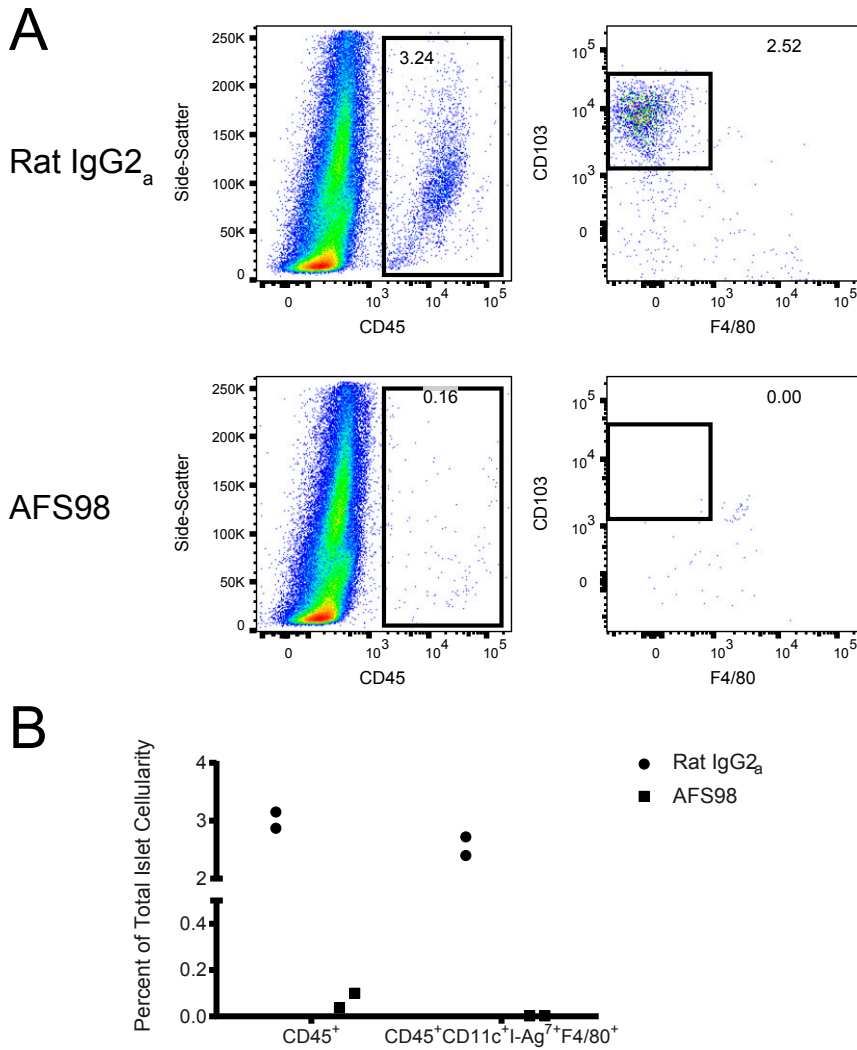 A
Rat IgG2a
Side-Scatter
250K
200K
150K
100K
50K
0
3.24
0 10^3 10^4 10^5
CD45
CD103
10^5
10^4
10^3
0
2.52
0 10^3 10^4 10^5
F4/80
AFS98
Side-Scatter
250K
200K
150K
100K
50K
0
0.16
0 10^3 10^4 10^5
CD45
CD103
10^5
10^4
10^3
0
0.00
0 10^3 10^4 10^5
F4/80
B
Percent of Total Islet Cellularity
4
3
2
0.4
0.2
0.0
CD45+ CD45+CD11c+I-Ag7+F4/80+
Rat IgG2a
AFS98